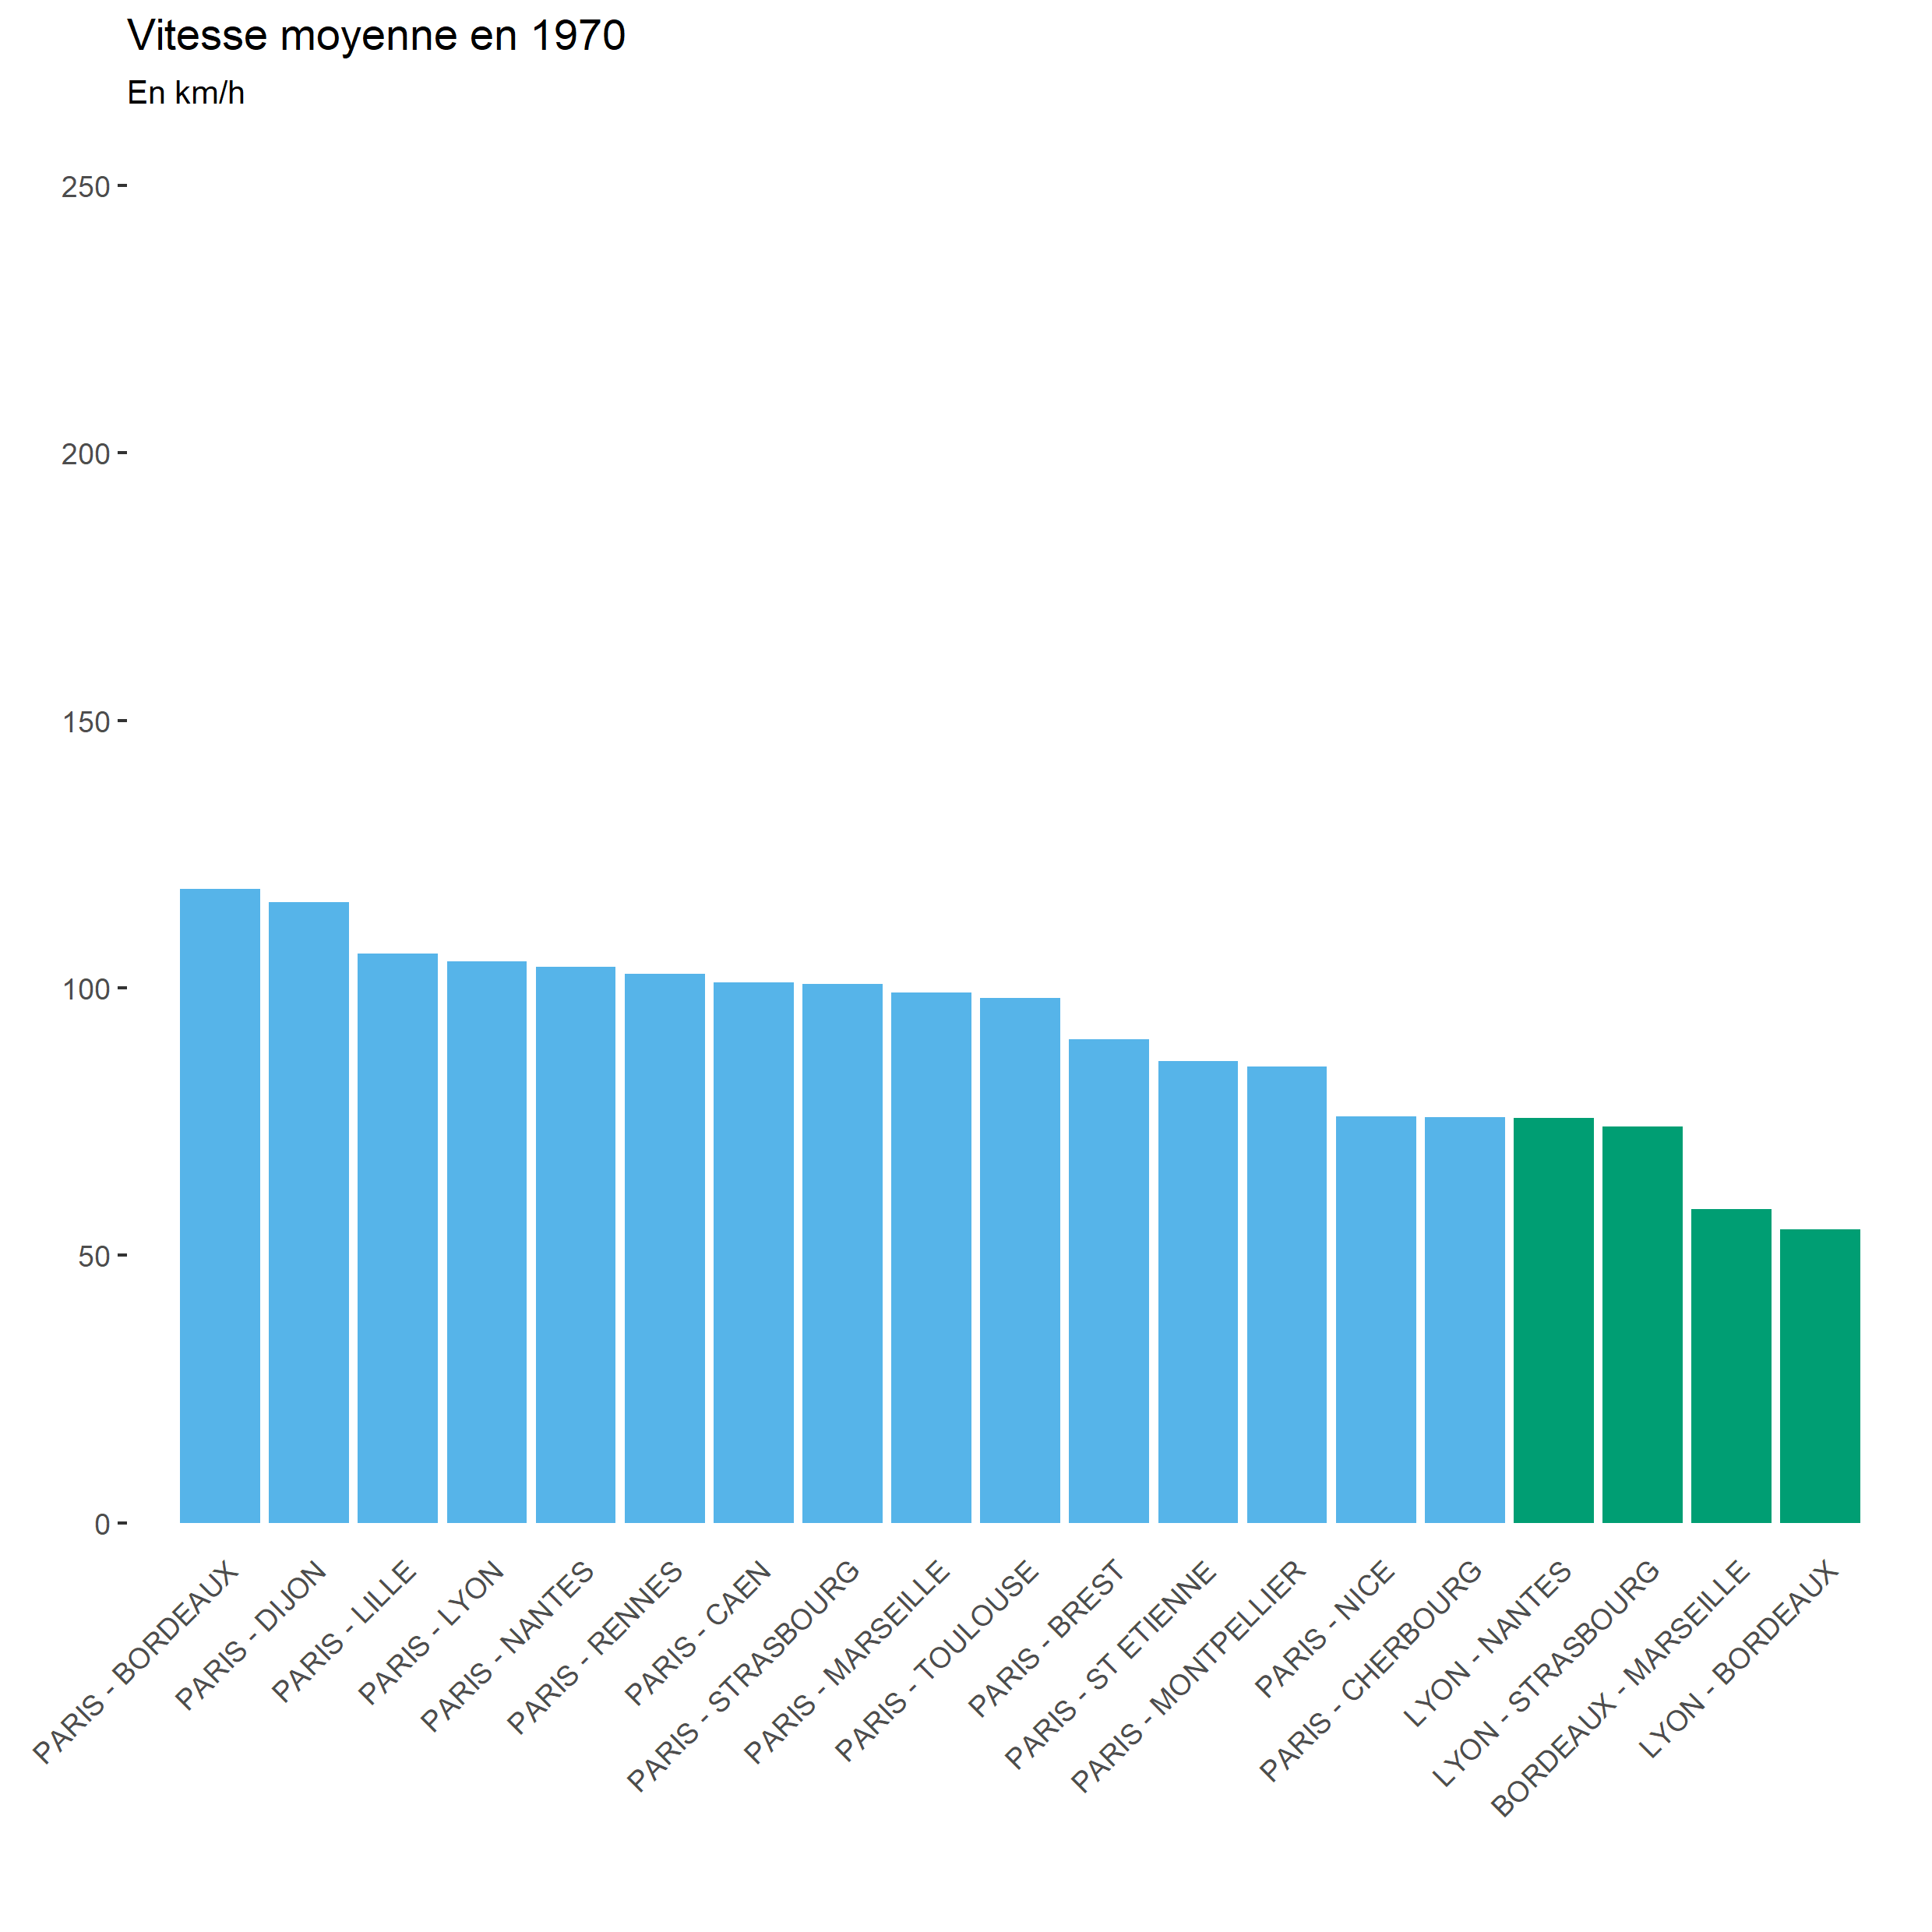 Vitesse moyenne en 1970
En km/h
250
200
150
100
50
0
PARIS - BORDEAUX
PARIS - DIJON
PARIS - LILLE
PARIS - LYON
PARIS - NANTES
PARIS - RENNES
PARIS - CAEN
PARIS - STRASBOURG
PARIS - MARSEILLE
PARIS - TOULOUSE
PARIS - BREST
PARIS - ST ETIENNE
PARIS - MONTPELLIER
PARIS - NICE
PARIS - CHERBOURG
LYON - NANTES
LYON - STRASBOURG
BORDEAUX - MARSEILLE
LYON - BORDEAUX